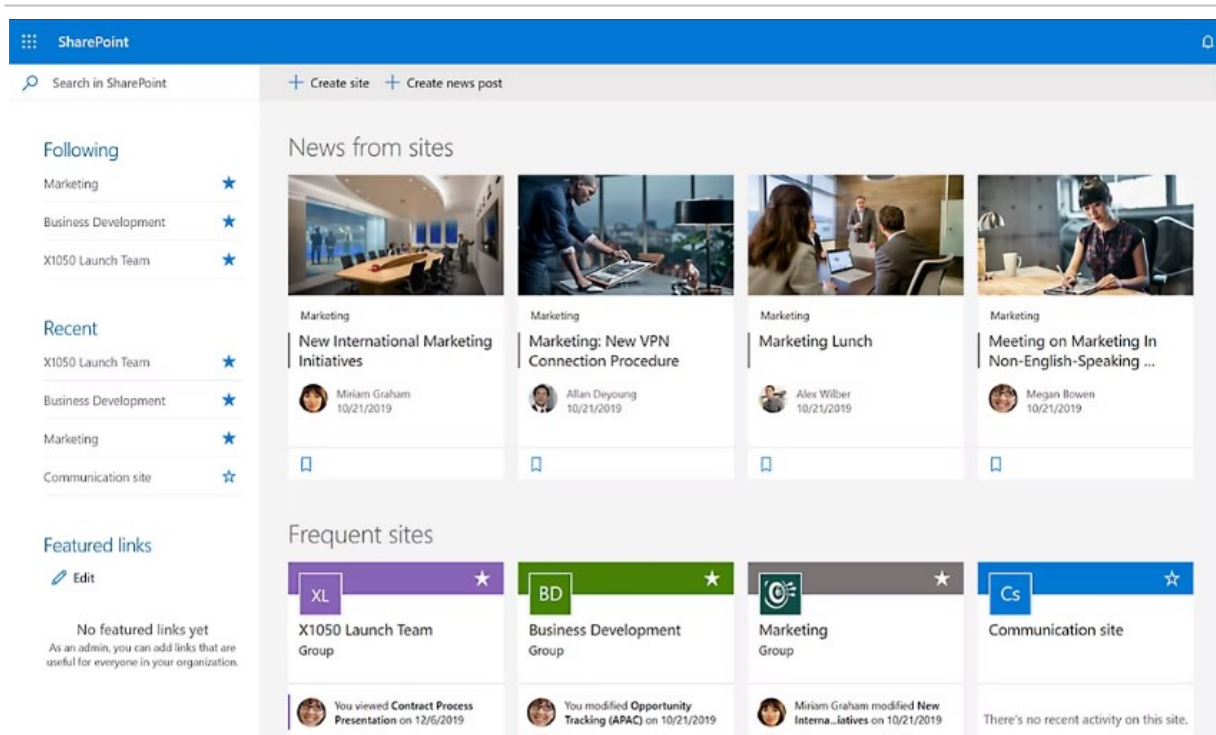 SharePoint
Search in SharePoint
Create site
Create news post
Following
Marketing
Business Development
X1050 Launch Team
Recent
X1050 Launch Team
Business Development
Marketing
Communication site
Featured links
Edit
No featured links yet
As an admin, you can add links that are
useful for everyone in your organization.
News from sites
Marketing
New International Marketing
Initiatives
Miriam Graham
10/21/2019
Marketing
Marketing: New VPN
Connection Procedure
Allan Deyoung
10/21/2019
Marketing
Marketing Lunch
Alex Wilber
10/21/2019
Marketing
Meeting on Marketing In
Non-English-Speaking ...
Megan Bowen
10/21/2019
Frequent sites
XL
X1050 Launch Team
Group
You viewed Contract Process
Presentation on 12/6/2019
BD
Business Development
Group
You modified Opportunity
Tracking (APAC) on 10/21/2019
Marketing
Group
Miriam Graham modified New
Interna...iatives on 10/21/2019
Cs
Communication site
There's no recent activity on this site.